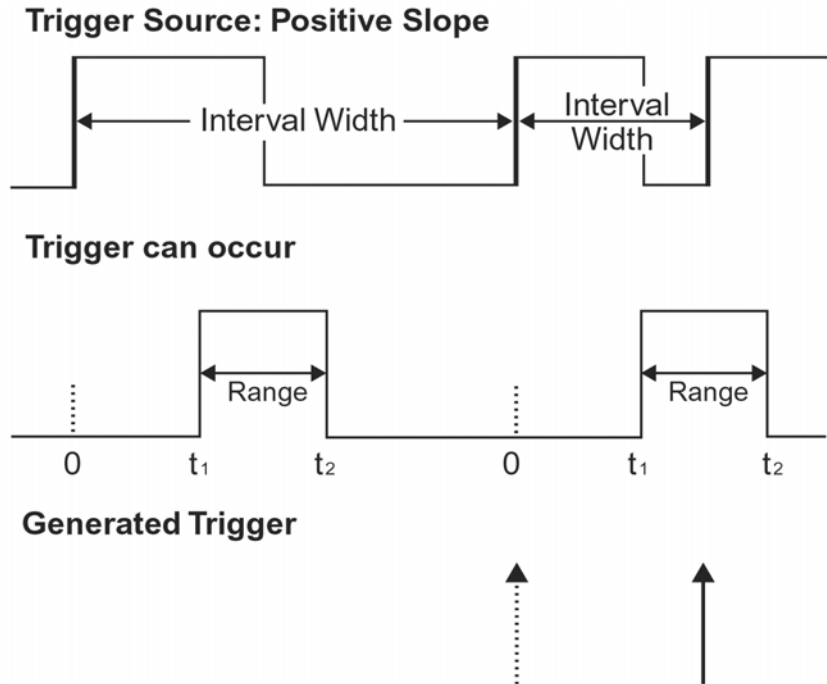 Trigger Source: Positive Slope
Interval Width
Interval
Width
Trigger can occur
Range
Range
0 t₁ t₂ 0 t₁ t₂
Generated Trigger